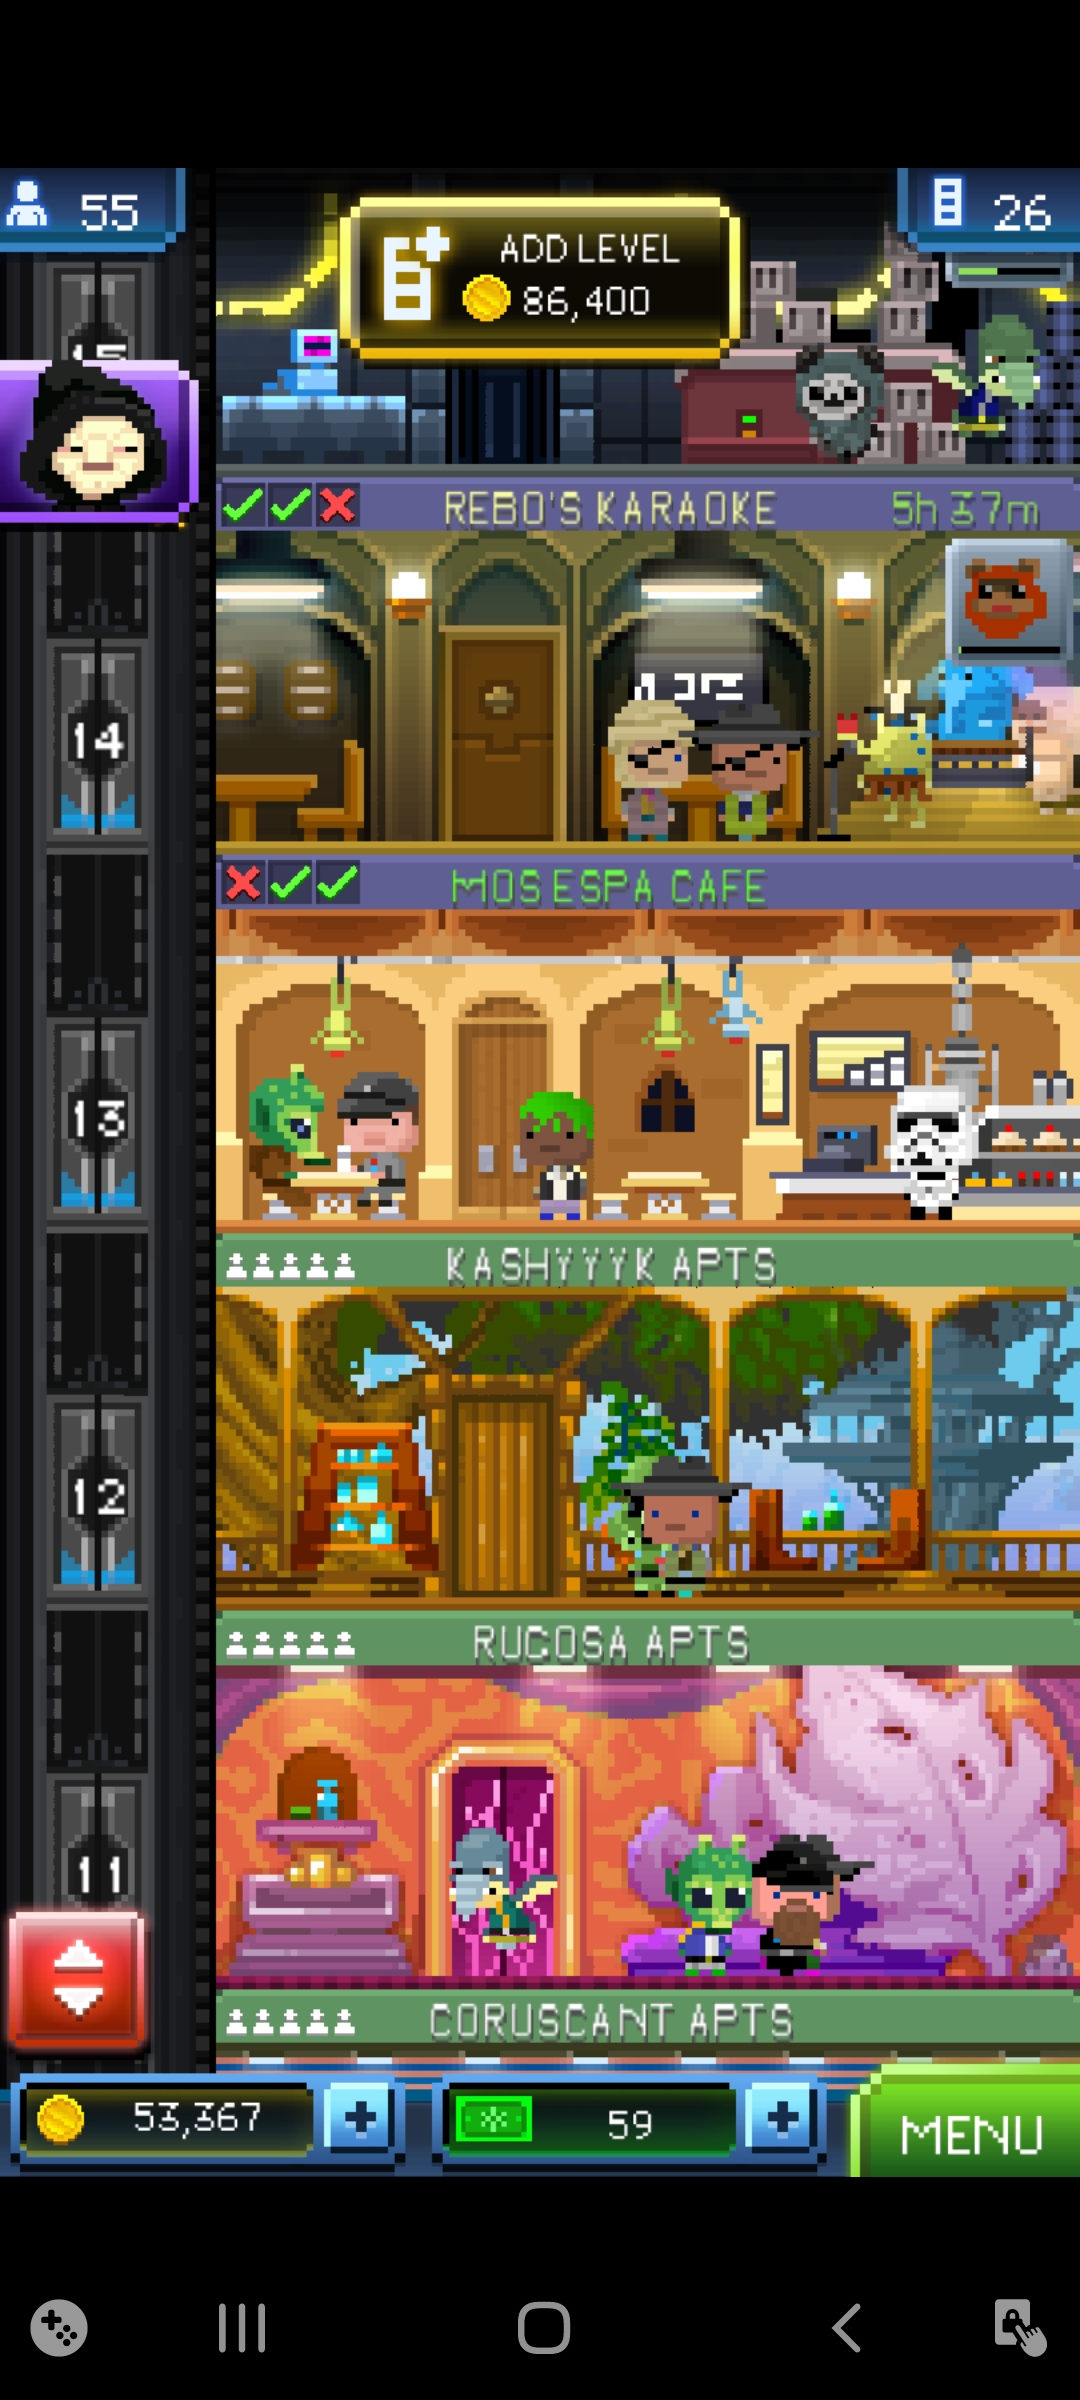 55
ADD LEVEL
86,400
26
REBO'S KARAOKE
5h 37m
14
MOS ESPA CAFE
13
KASHYYYK APTS
12
RUCOSA APTS
11
CORUSCANT APTS
53,367
59
MENU